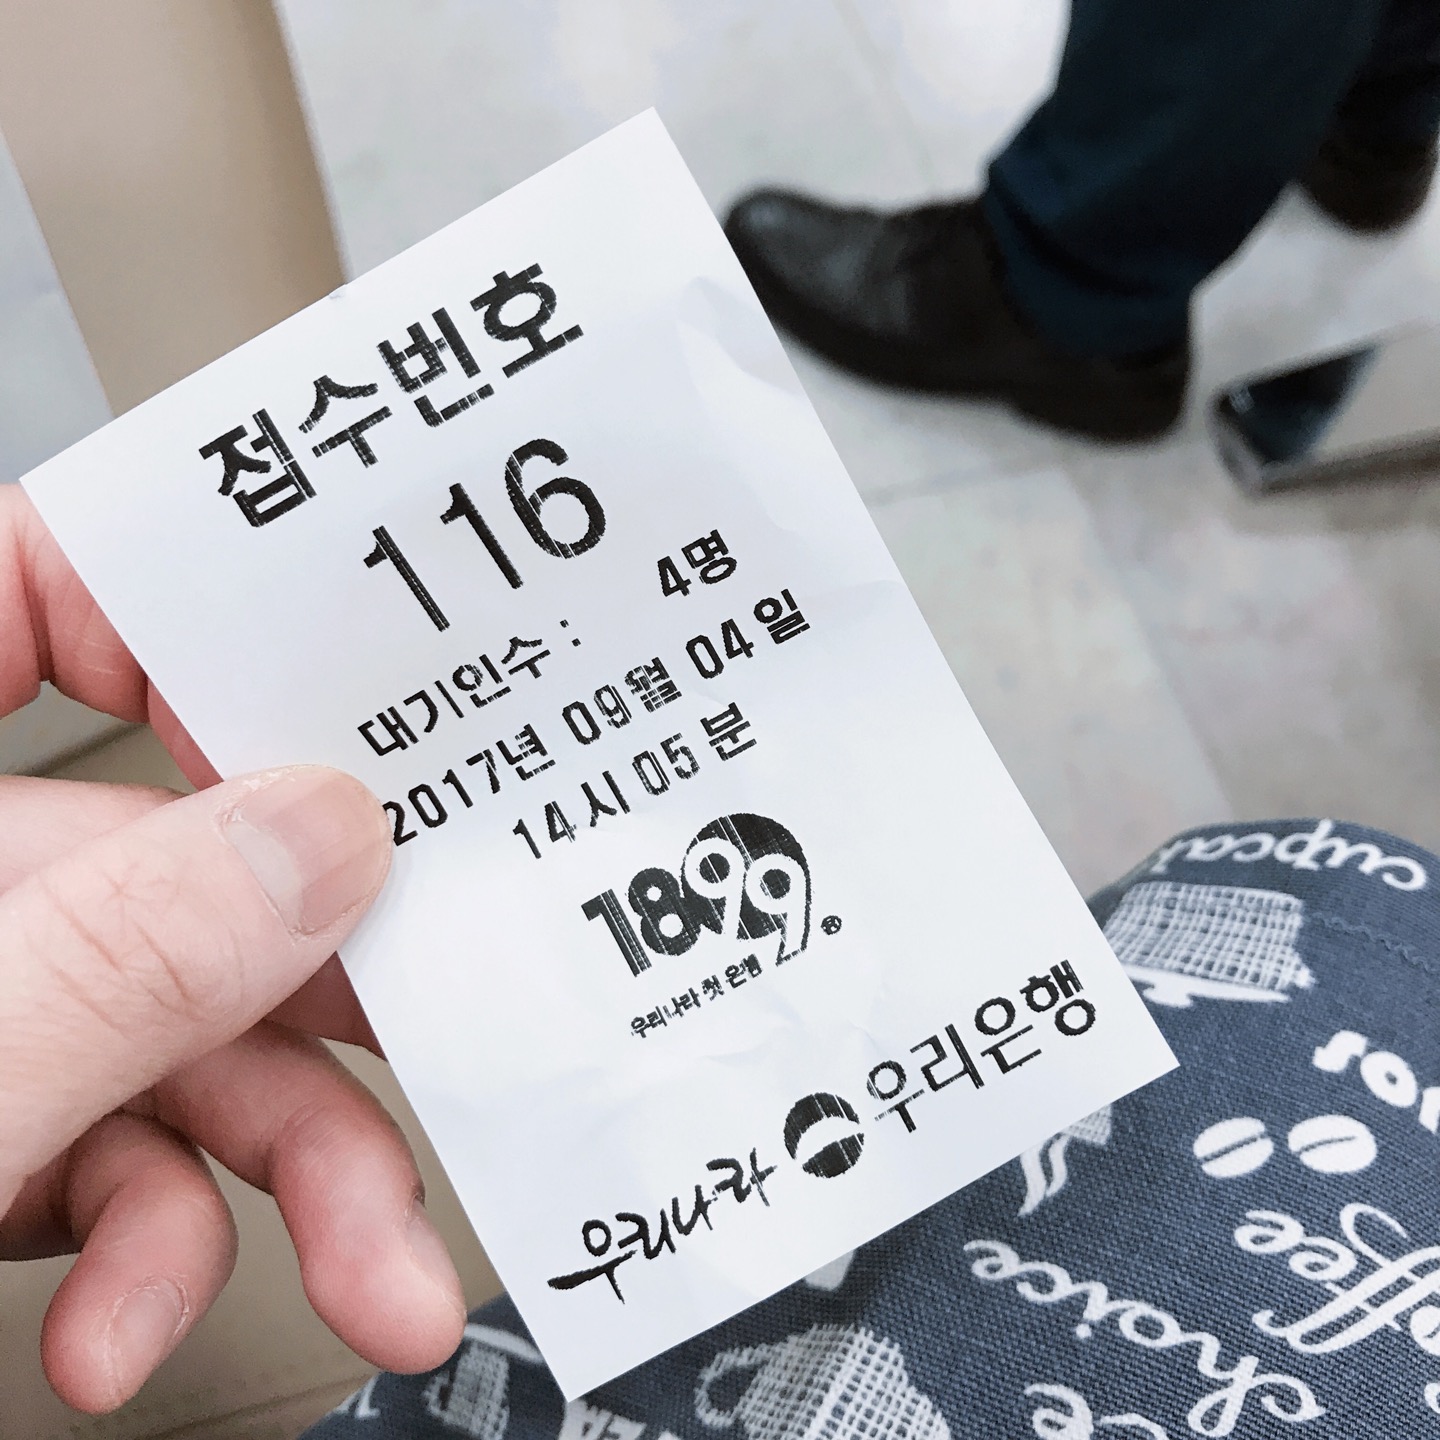 접수번호
116
대기인수 : 4명
2017년 09월 04일
14시 05분
1899®
우리나라 첫 은행
우리나라 우리은행
cupca
coffee
choice